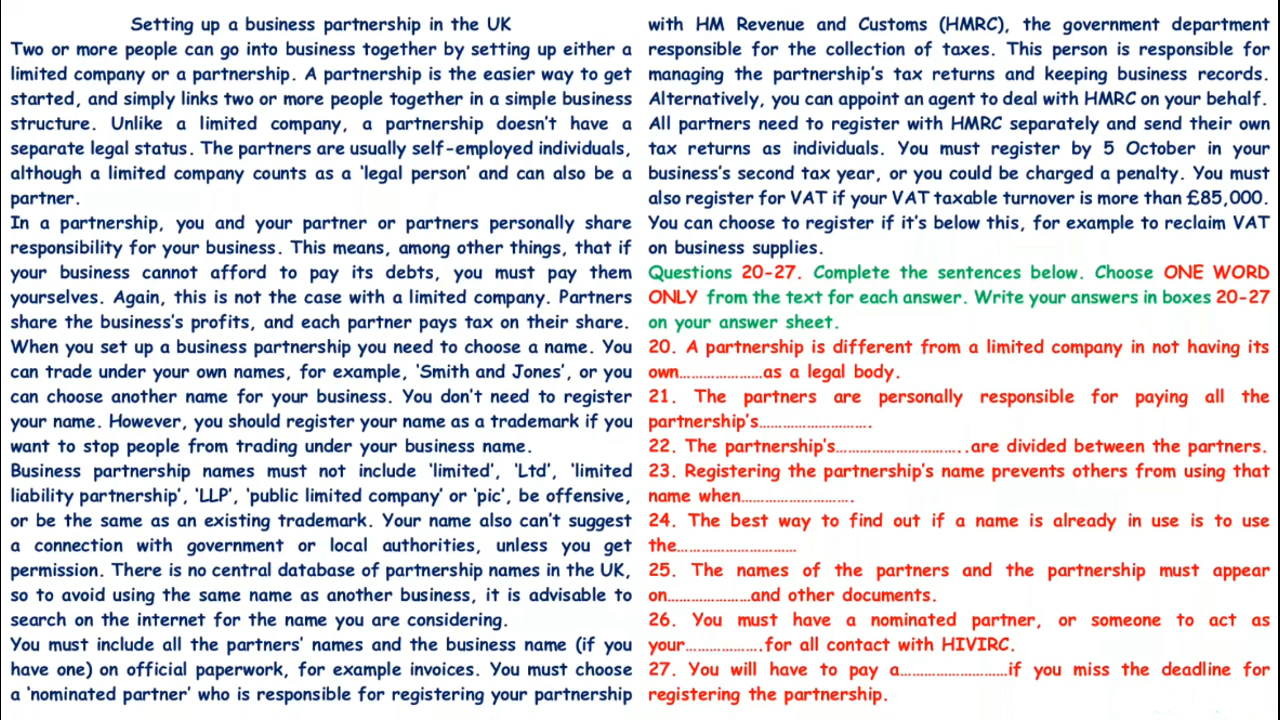 Setting up a business partnership in the UK
Two or more people can go into business together by setting up either a
limited company or a partnership. A partnership is the easier way to get
started, and simply links two or more people together in a simple business
structure. Unlike a limited company, a partnership doesn't have a
separate legal status. The partners are usually self-employed individuals,
although a limited company counts as a 'legal person' and can also be a
partner.
In a partnership, you and your partner or partners personally share
responsibility for your business. This means, among other things, that if
your business cannot afford to pay its debts, you must pay them
yourselves. Again, this is not the case with a limited company. Partners
share the business's profits, and each partner pays tax on their share.
When you set up a business partnership you need to choose a name. You
can trade under your own names, for example, 'Smith and Jones', or you
can choose another name for your business. You don't need to register
your name. However, you should register your name as a trademark if you
want to stop people from trading under your business name.
Business partnership names must not include 'limited', 'Ltd', 'limited
liability partnership', 'LLP', 'public limited company' or 'pic', be offensive,
or be the same as an existing trademark. Your name also can't suggest
a connection with government or local authorities, unless you get
permission. There is no central database of partnership names in the UK,
so to avoid using the same name as another business, it is advisable to
search on the internet for the name you are considering.
You must include all the partners' names and the business name (if you
have one) on official paperwork, for example invoices. You must choose
a 'nominated partner' who is responsible for registering your partnership
with HM Revenue and Customs (HMRC), the government department
responsible for the collection of taxes. This person is responsible for
managing the partnership's tax returns and keeping business records.
Alternatively, you can appoint an agent to deal with HMRC on your behalf.
All partners need to register with HMRC separately and send their own
tax returns as individuals. You must register by 5 October in your
business's second tax year, or you could be charged a penalty. You must
also register for VAT if your VAT taxable turnover is more than £85,000.
You can choose to register if it's below this, for example to reclaim VAT
on business supplies.
Questions 20-27. Complete the sentences below. Choose ONE WORD
ONLY from the text for each answer. Write your answers in boxes 20-27
on your answer sheet.
20. A partnership is different from a limited company in not having its
own.....................as a legal body.
21. The partners are personally responsible for paying all the
partnership's............................
22. The partnership's.................................are divided between the partners.
23. Registering the partnership's name prevents others from using that
name when............................
24. The best way to find out if a name is already in use is to use
the..............................
25. The names of the partners and the partnership must appear
on.....................and other documents.
26. You must have a nominated partner, or someone to act as
your....................for all contact with HIVIRC.
27. You will have to pay a...........................if you miss the deadline for
registering the partnership.